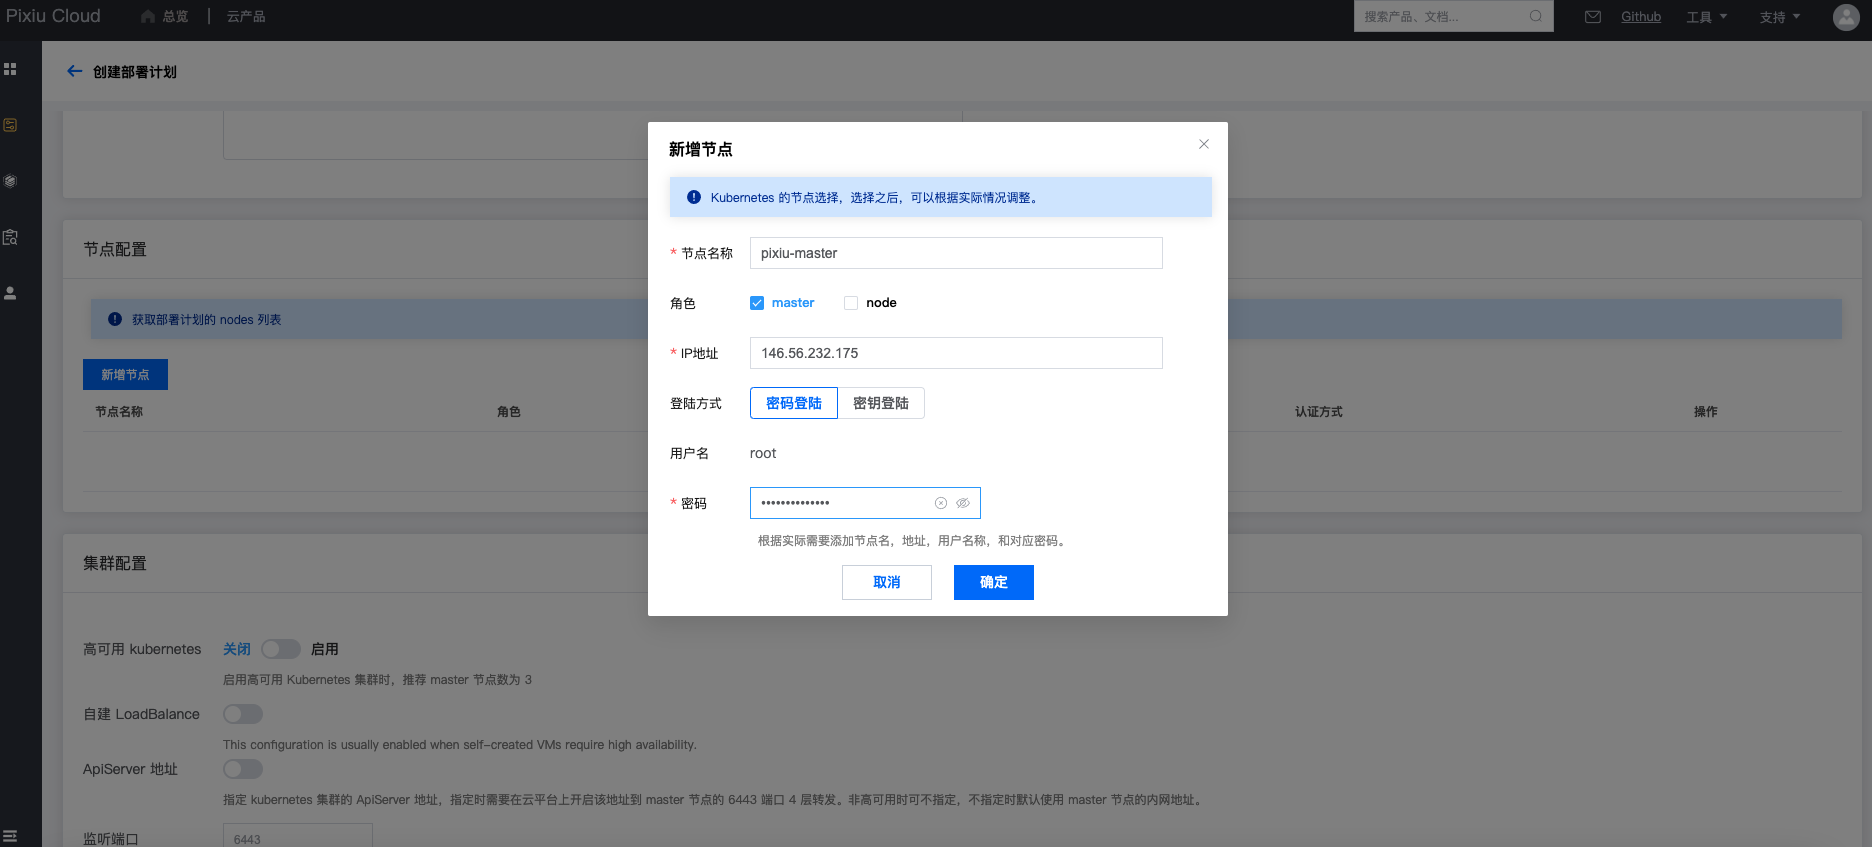 Pixiu Cloud
总览
云产品
搜索产品、文档...
Github
工具
支持
创建部署计划
节点配置
获取部署计划的 nodes 列表
新增节点
节点名称 角色 认证方式 操作
集群配置
高可用 kubernetes 关闭 启用
启用高可用 Kubernetes 集群时，推荐 master 节点数为 3
自建 LoadBalance
This configuration is usually enabled when self-created VMs require high availability.
ApiServer 地址
指定 kubernetes 集群的 ApiServer 地址，指定时需要在云平台上开启该地址到 master 节点的 6443 端口 4 层转发。非高可用时可不指定，不指定时默认使用 master 节点的内网地址。
监听端口 6443
新增节点
Kubernetes 的节点选择，选择之后，可以根据实际情况调整。
* 节点名称 pixiu-master
角色 master node
* IP地址 146.56.232.175
登陆方式 密码登陆 密钥登陆
用户名 root
* 密码 ••••••••••••••
根据实际需要添加节点名，地址，用户名称，和对应密码。
取消 确定